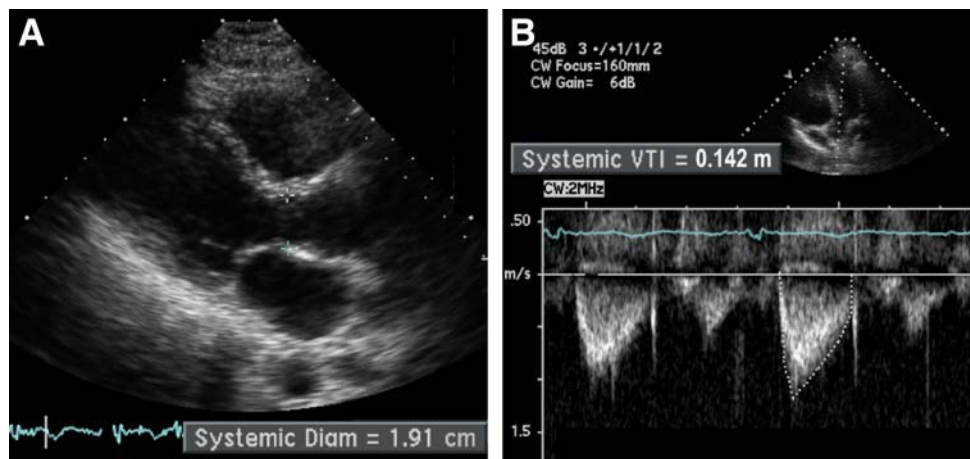 A
Systemic Diam = 1.91 cm
B
45dB 3 •/+1/1/2
CW Focus=160mm
CW Gain= 6dB
Systemic VTI = 0.142 m
CW:2MHz
.50
m/s
1.5